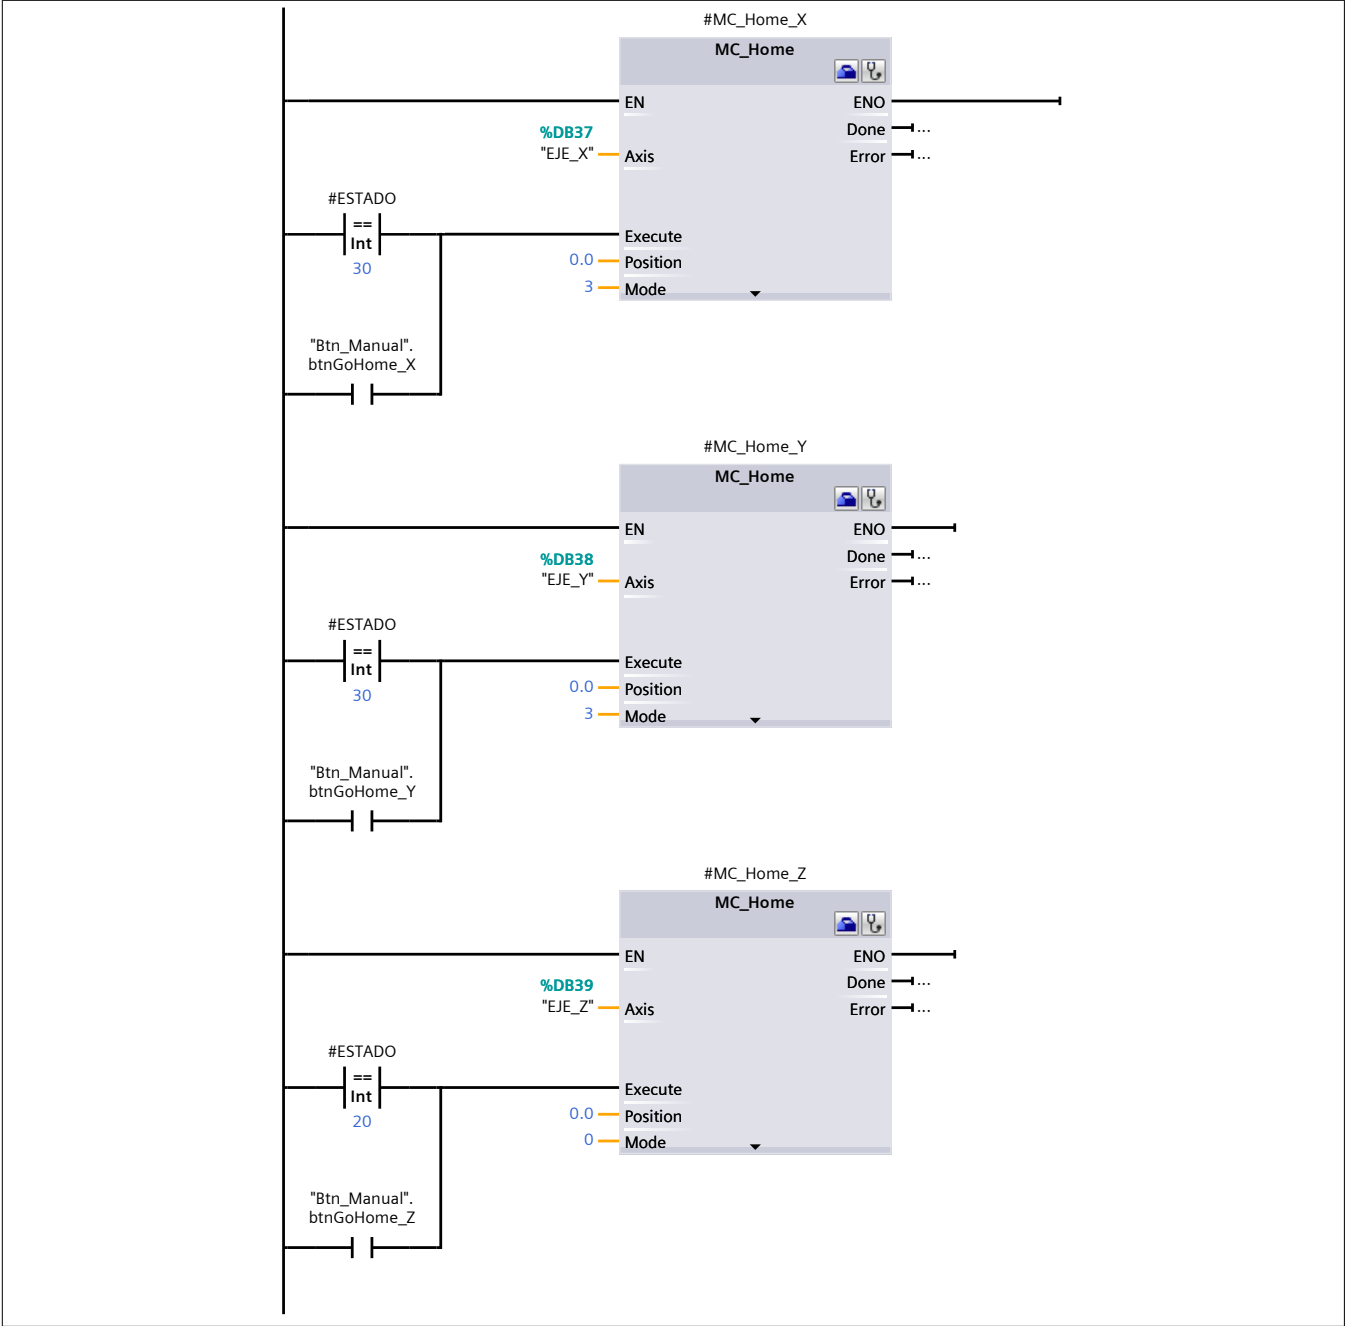 #MC_Home_X
MC_Home
EN
ENO
%DB37
Done
...
"EJE_X"
Axis
Error
...
#ESTADO
==
Int
30
Execute
0.0
Position
3
Mode
"Btn_Manual".
btnGoHome_X
#MC_Home_Y
MC_Home
EN
ENO
%DB38
Done
...
"EJE_Y"
Axis
Error
...
#ESTADO
==
Int
30
Execute
0.0
Position
3
Mode
"Btn_Manual".
btnGoHome_Y
#MC_Home_Z
MC_Home
EN
ENO
%DB39
Done
...
"EJE_Z"
Axis
Error
...
#ESTADO
==
Int
20
Execute
0.0
Position
0
Mode
"Btn_Manual".
btnGoHome_Z